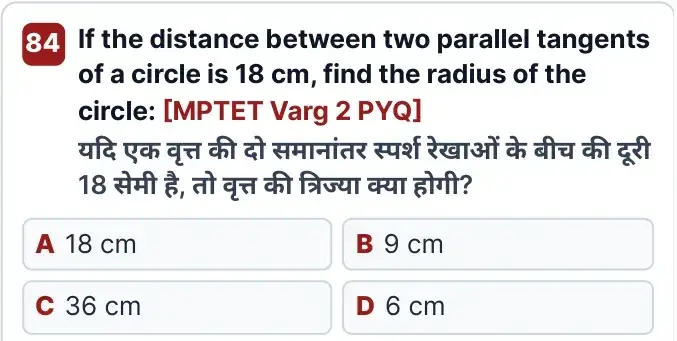 84 If the distance between two parallel tangents
of a circle is 18 cm, find the radius of the
circle: [MPTET Varg 2 PYQ]
यदि एक वृत्त की दो समानांतर स्पर्श रेखाओं के बीच की दूरी
18 सेमी है, तो वृत्त की त्रिज्या क्या होगी?
A 18 cm
B 9 cm
C 36 cm
D 6 cm